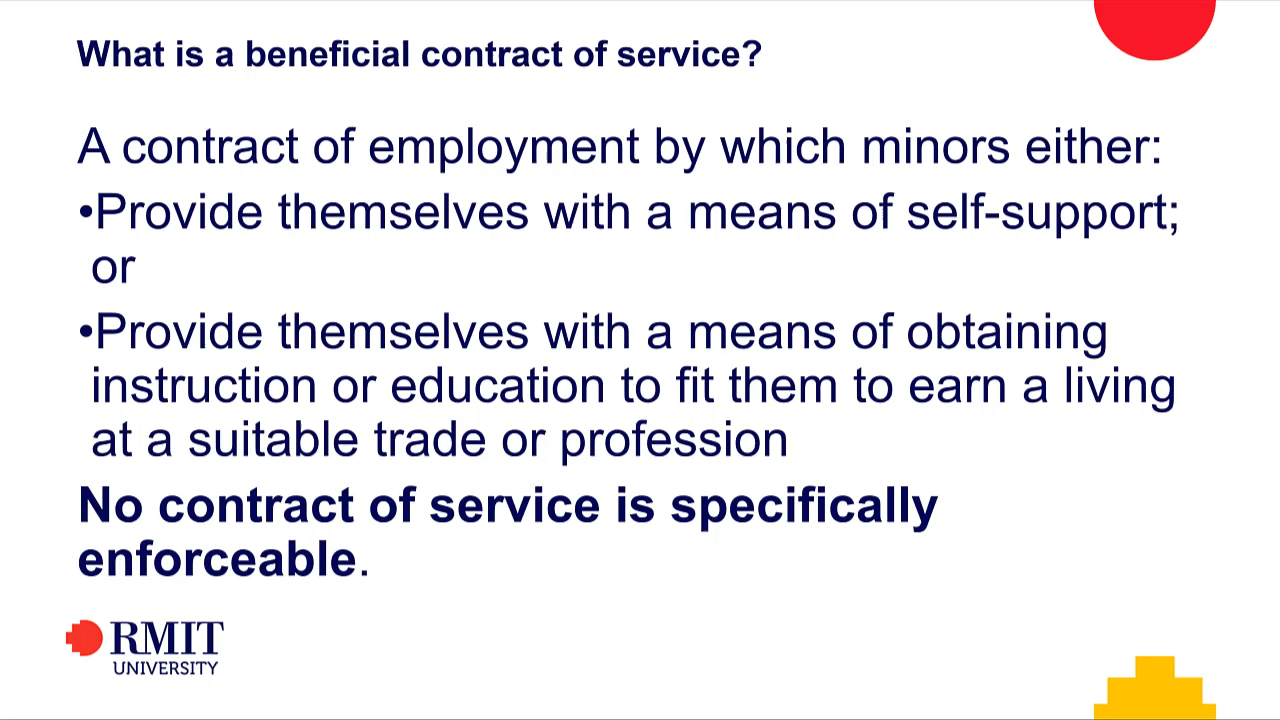 What is a beneficial contract of service?
A contract of employment by which minors either:
•Provide themselves with a means of self-support;
or
•Provide themselves with a means of obtaining
instruction or education to fit them to earn a living
at a suitable trade or profession
No contract of service is specifically
enforceable.
RMIT
UNIVERSITY